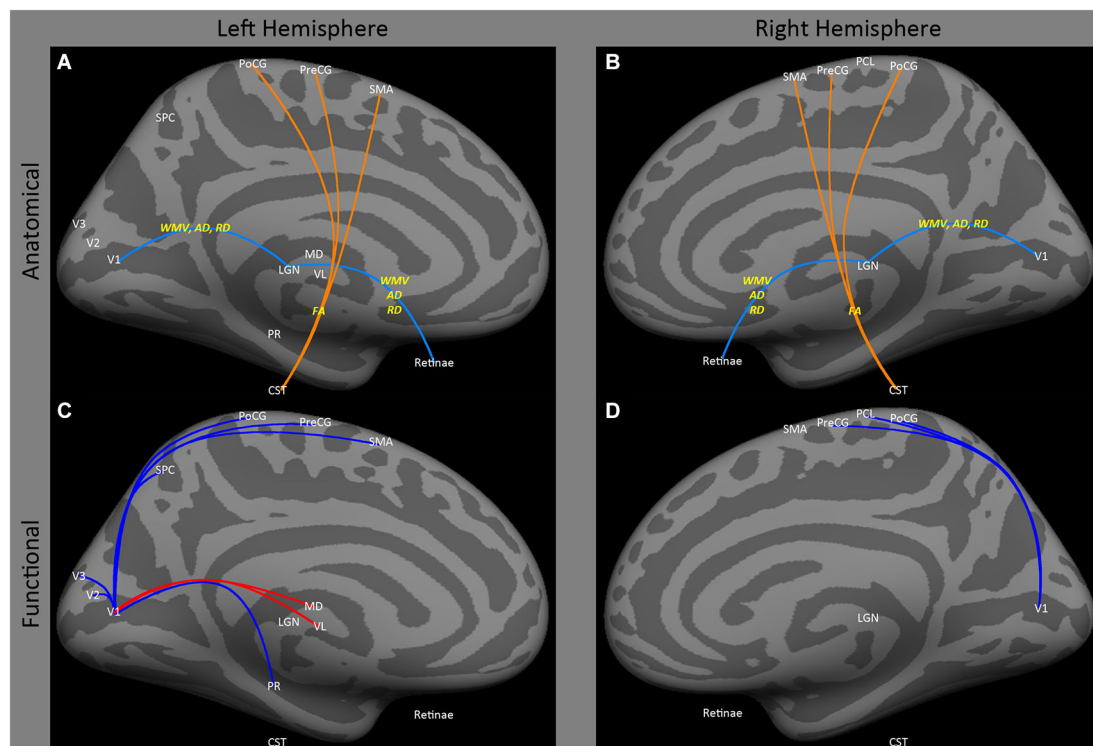 Left Hemisphere
Right Hemisphere
Anatomical
A
PoCG
PreCG
SMA
SPC
V3
V2
V1
WMV, AD, RD
MD
LGN
VL
WMV
AD
RD
FA
PR
Retinae
CST
B
SMA
PreCG
PCL
PoCG
WMV, AD, RD
V1
LGN
WMV
AD
RD
FA
Retinae
CST
Functional
C
PoCG
PreCG
SMA
SPC
V3
V2
V1
MD
LGN
VL
PR
Retinae
CST
D
SMA
PreCG
PCL
PoCG
V1
LGN
Retinae
CST